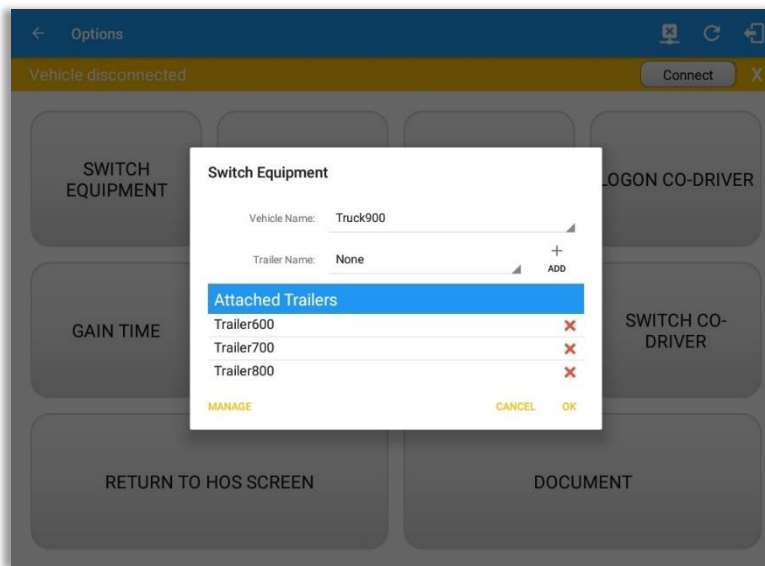 Options
Vehicle disconnected
Connect
X
SWITCH
EQUIPMENT
LOGON CO-DRIVER
Switch Equipment
Vehicle Name: Truck900
Trailer Name: None
ADD
Attached Trailers
Trailer600
Trailer700
Trailer800
MANAGE
CANCEL
OK
GAIN TIME
SWITCH CO-
DRIVER
RETURN TO HOS SCREEN
DOCUMENT